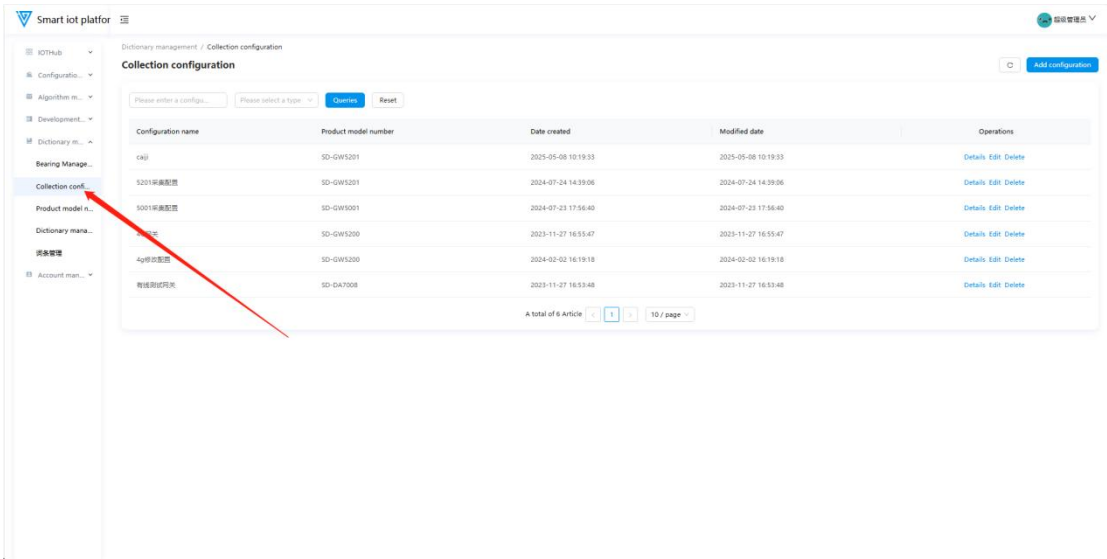 Smart iot platfor
超级管理员
IOTHub
Configuratio...
Algorithm m...
Development...
Dictionary m...
Bearing Manage...
Collection confi...
Product model n...
Dictionary mana...
词条管理
Account man...
Dictionary management / Collection configuration
Collection configuration
Add configuration
Please enter a configu...
Please select a type
Queries
Reset
Configuration name Product model number Date created Modified date Operations
caiji SD-GW5201 2025-05-08 10:19:33 2025-05-08 10:19:33 Details Edit Delete
5201采集配置 SD-GW5201 2024-07-24 14:39:06 2024-07-24 14:39:06 Details Edit Delete
5001采集配置 SD-GW5001 2024-07-23 17:56:40 2024-07-23 17:56:40 Details Edit Delete
SD-GW5200 2023-11-27 16:55:47 2023-11-27 16:55:47 Details Edit Delete
4g修改配置 SD-GW5200 2024-02-02 16:19:18 2024-02-02 16:19:18 Details Edit Delete
有线测试网关 SD-DA7008 2023-11-27 16:53:48 2023-11-27 16:53:48 Details Edit Delete
A total of 6 Article < 1 > 10 / page